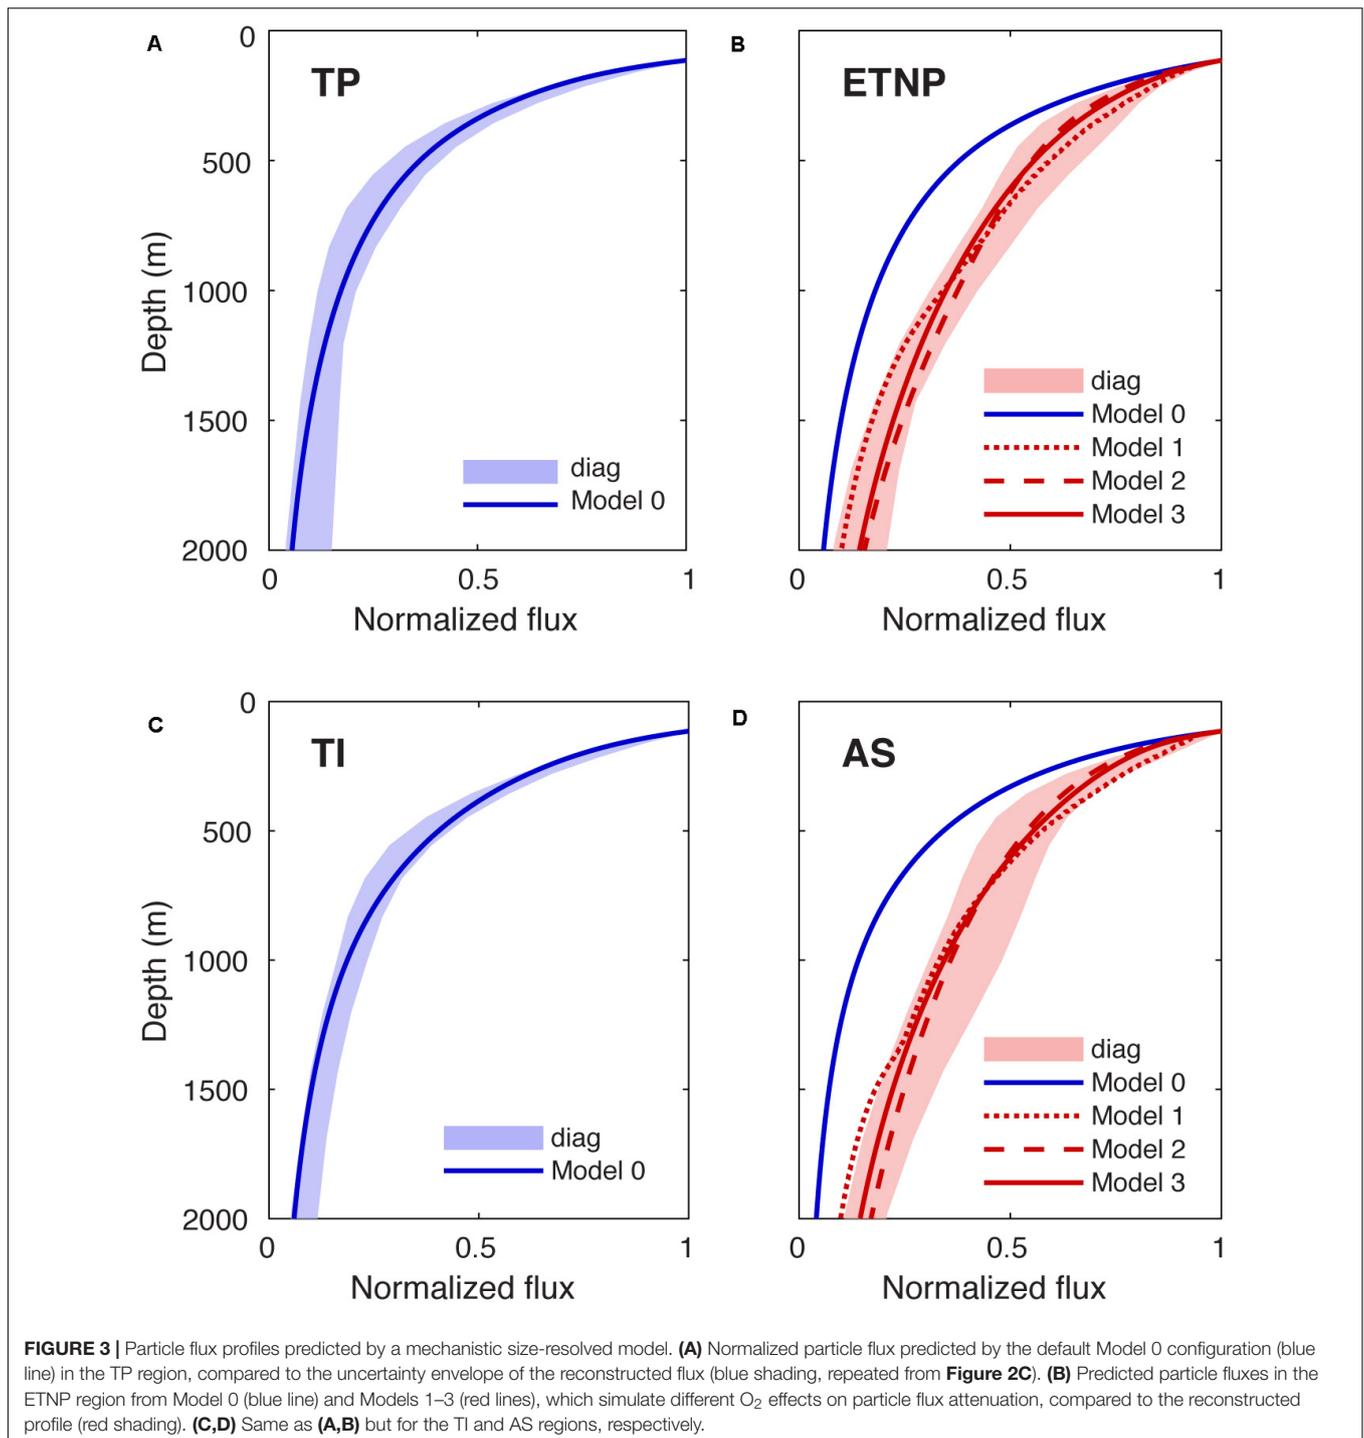 A
0
TP
500
1000
1500
2000
Depth (m)
diag
Model 0
0
0.5
1
Normalized flux
B
ETNP
diag
Model 0
Model 1
Model 2
Model 3
0
0.5
1
Normalized flux
C
0
TI
500
1000
1500
2000
Depth (m)
diag
Model 0
0
0.5
1
Normalized flux
D
AS
diag
Model 0
Model 1
Model 2
Model 3
0
0.5
1
Normalized flux
FIGURE 3 | Particle flux profiles predicted by a mechanistic size-resolved model. (A) Normalized particle flux predicted by the default Model 0 configuration (blue
line) in the TP region, compared to the uncertainty envelope of the reconstructed flux (blue shading, repeated from Figure 2C). (B) Predicted particle fluxes in the
ETNP region from Model 0 (blue line) and Models 1–3 (red lines), which simulate different O₂ effects on particle flux attenuation, compared to the reconstructed
profile (red shading). (C,D) Same as (A,B) but for the TI and AS regions, respectively.